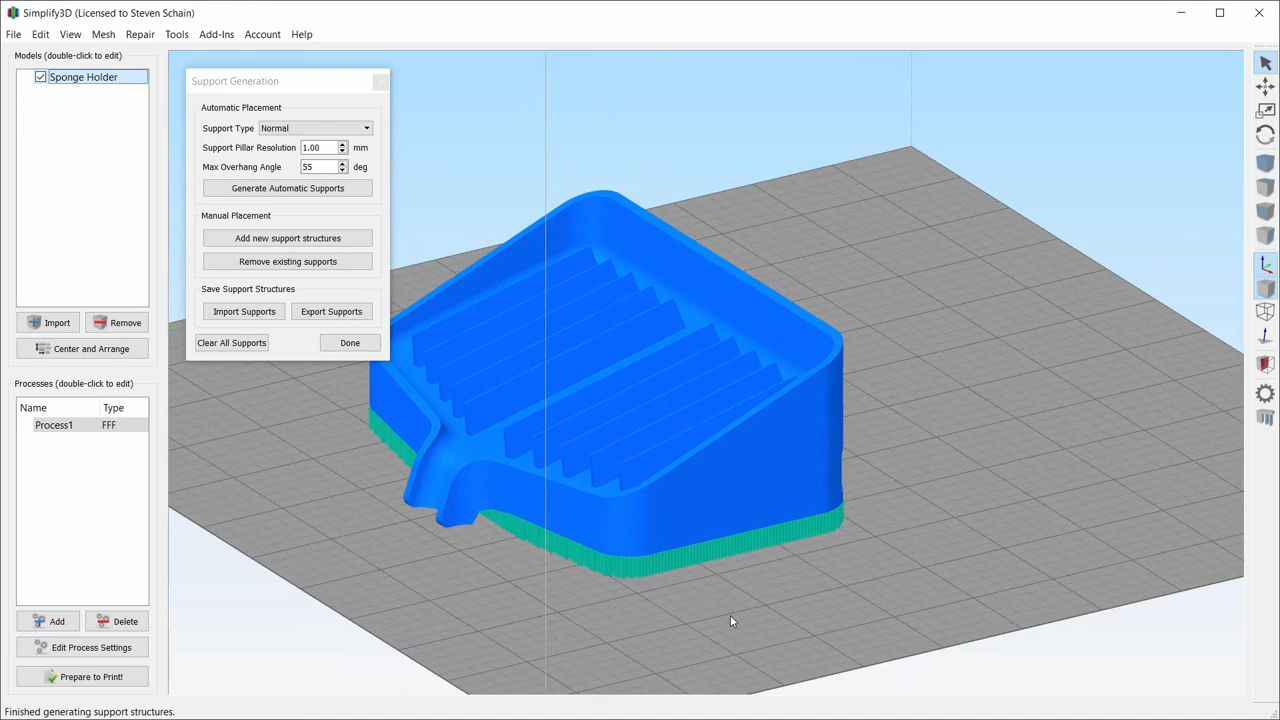 Simplify3D (Licensed to Steven Schain)
File Edit View Mesh Repair Tools Add-Ins Account Help
Models (double-click to edit)
Sponge Holder
Import Remove
Center and Arrange
Processes (double-click to edit)
Name Type
Process1 FFF
Add Delete
Edit Process Settings
Prepare to Print!
Support Generation
Automatic Placement
Support Type Normal
Support Pillar Resolution 1.00 mm
Max Overhang Angle 55 deg
Generate Automatic Supports
Manual Placement
Add new support structures
Remove existing supports
Save Support Structures
Import Supports Export Supports
Clear All Supports Done
Finished generating support structures.